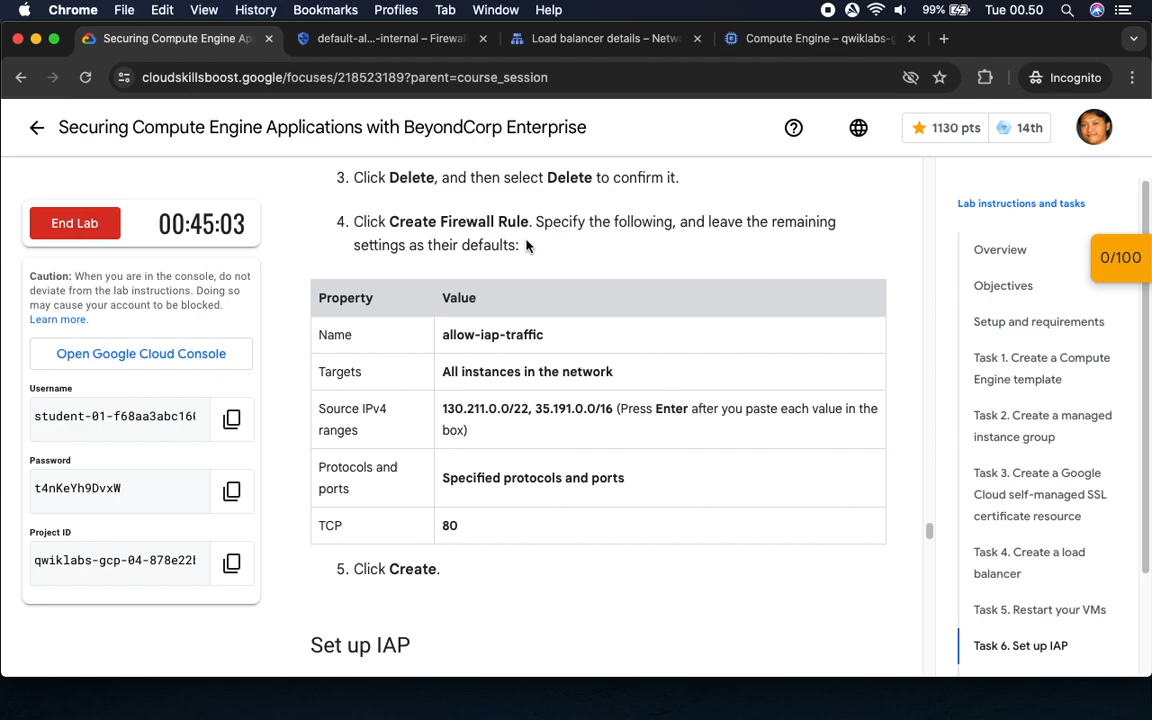 Chrome File Edit View History Bookmarks Profiles Tab Window Help 99% Tue 00.50
Securing Compute Engine Ap default-al...-internal – Firewal Load balancer details – Netw Compute Engine – qwiklabs-g
cloudskillsboost.google/focuses/218523189?parent=course_session Incognito
Securing Compute Engine Applications with BeyondCorp Enterprise 1130 pts 14th
End Lab 00:45:03
Caution: When you are in the console, do not
deviate from the lab instructions. Doing so
may cause your account to be blocked.
Learn more.
Open Google Cloud Console
Username
student-01-f68aa3abc16
Password
t4nKeYh9DvxW
Project ID
qwiklabs-gcp-04-878e22
3. Click Delete, and then select Delete to confirm it.
4. Click Create Firewall Rule. Specify the following, and leave the remaining
settings as their defaults:
Property Value
Name allow-iap-traffic
Targets All instances in the network
Source IPv4
ranges
130.211.0.0/22, 35.191.0.0/16 (Press Enter after you paste each value in the
box)
Protocols and
ports
Specified protocols and ports
TCP 80
5. Click Create.
Set up IAP
Lab instructions and tasks
0/100
Overview
Objectives
Setup and requirements
Task 1. Create a Compute
Engine template
Task 2. Create a managed
instance group
Task 3. Create a Google
Cloud self-managed SSL
certificate resource
Task 4. Create a load
balancer
Task 5. Restart your VMs
Task 6. Set up IAP